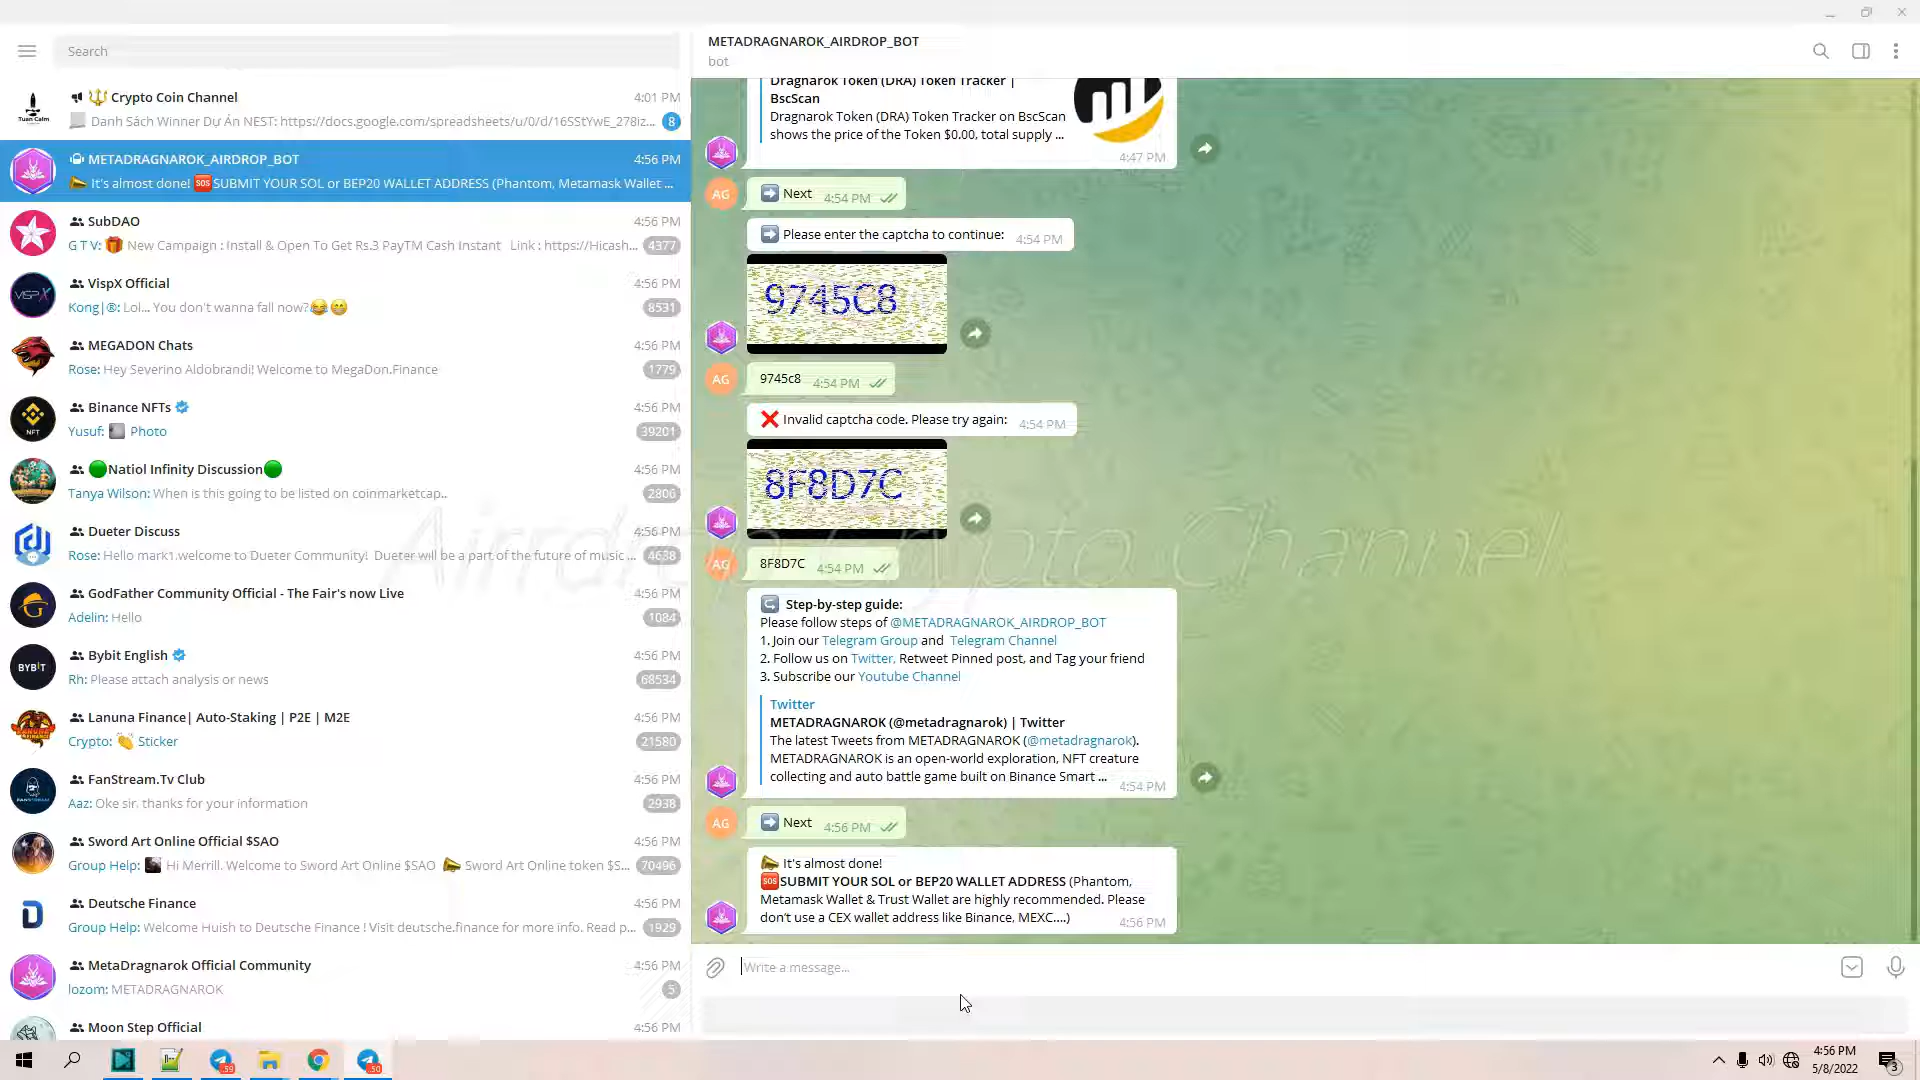 Search
Crypto Coin Channel
4:01 PM
Danh Sách Winner Dự Án NEST: https://docs.google.com/spreadsheets/u/0/d/16SStYwE_278iz...
8
METADRAGNAROK_AIRDROP_BOT
4:56 PM
It's almost done! SOS SUBMIT YOUR SOL or BEP20 WALLET ADDRESS (Phantom, Metamask Wallet ...
SubDAO
4:56 PM
G T V: New Campaign : Install & Open To Get Rs.3 PayTM Cash Instant Link : https://Hicash...
4377
VispX Official
4:56 PM
Kong|®: Lol... You don't wanna fall now?
8531
MEGADON Chats
4:56 PM
Rose: Hey Severino Aldobrandi! Welcome to MegaDon.Finance
1779
Binance NFTs
4:56 PM
Yusuf: Photo
39201
Natiol Infinity Discussion
4:56 PM
Tanya Wilson: When is this going to be listed on coinmarketcap..
2806
Dueter Discuss
4:56 PM
Rose: Hello mark1.welcome to Dueter Community! Dueter will be a part of the future of music ...
4638
GodFather Community Official - The Fair's now Live
4:56 PM
Adelin: Hello
1084
Bybit English
4:56 PM
Rh: Please attach analysis or news
68534
Lanuna Finance| Auto-Staking | P2E | M2E
4:56 PM
Crypto: Sticker
21580
FanStream.Tv Club
4:56 PM
Aaz: Oke sir. thanks for your information
2938
Sword Art Online Official $SAO
4:56 PM
Group Help: Hi Merrill. Welcome to Sword Art Online $SAO Sword Art Online token $S...
70496
Deutsche Finance
4:56 PM
Group Help: Welcome Huish to Deutsche Finance ! Visit deutsche.finance for more info. Read p...
1929
MetaDragnarok Official Community
4:56 PM
lozom: METADRAGNAROK
5
Moon Step Official
4:56 PM
METADRAGNAROK_AIRDROP_BOT
bot
Dragnarok Token (DRA) Token Tracker |
BscScan
Dragnarok Token (DRA) Token Tracker on BscScan
shows the price of the Token $0.00, total supply ...
4:47 PM
AG
Next 4:54 PM
Please enter the captcha to continue: 4:54 PM
9745C8
AG
9745c8 4:54 PM
Invalid captcha code. Please try again: 4:54 PM
8F8D7C
AG
8F8D7C 4:54 PM
Step-by-step guide:
Please follow steps of @METADRAGNAROK_AIRDROP_BOT
1. Join our Telegram Group and Telegram Channel
2. Follow us on Twitter, Retweet Pinned post, and Tag your friend
3. Subscribe our Youtube Channel
Twitter
METADRAGNAROK (@metadragnarok) | Twitter
The latest Tweets from METADRAGNAROK (@metadragnarok).
METADRAGNAROK is an open-world exploration, NFT creature
collecting and auto battle game built on Binance Smart ...
4:54 PM
AG
Next 4:56 PM
It's almost done!
SOS SUBMIT YOUR SOL or BEP20 WALLET ADDRESS (Phantom,
Metamask Wallet & Trust Wallet are highly recommended. Please
don't use a CEX wallet address like Binance, MEXC....)
4:56 PM
Write a message...
VISPX
NFT
BYBIT
Crypto Channel
59
50
4:56 PM
5/8/2022
3